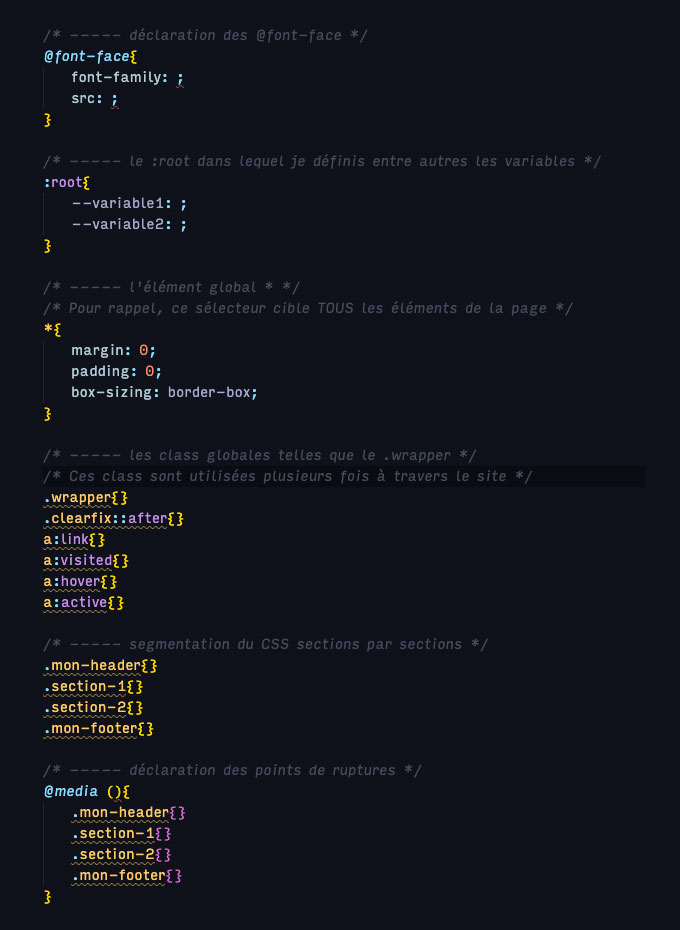 /* ----- déclaration des @font-face */
@font-face{
font-family: ;
src: ;
}
/* ----- le :root dans lequel je définis entre autres les variables */
:root{
--variable1: ;
--variable2: ;
}
/* ----- l'élément global * */
/* Pour rappel, ce sélecteur cible TOUS les éléments de la page */
*{
margin: 0;
padding: 0;
box-sizing: border-box;
}
/* ----- les class globales telles que le .wrapper */
/* Ces class sont utilisées plusieurs fois à travers le site */
.wrapper{}
.clearfix::after{}
a:link{}
a:visited{}
a:hover{}
a:active{}
/* ----- segmentation du CSS sections par sections */
.mon-header{}
.section-1{}
.section-2{}
.mon-footer{}
/* ----- déclaration des points de ruptures */
@media (){
.mon-header{}
.section-1{}
.section-2{}
.mon-footer{}
}